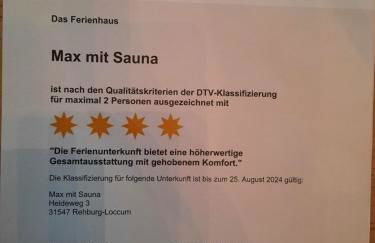 Das Ferienhaus
Max mit Sauna
ist nach den Qualitätskriterien der DTV-Klassifizierung
für maximal 2 Personen ausgezeichnet mit
"Die Ferienunterkunft bietet eine höherwertige
Gesamtausstattung mit gehobenem Komfort."
Die Klassifizierung für folgende Unterkunft ist bis zum 25. August 2024 gültig:
Max mit Sauna
Heideweg 3
31547 Rehburg-Loccum